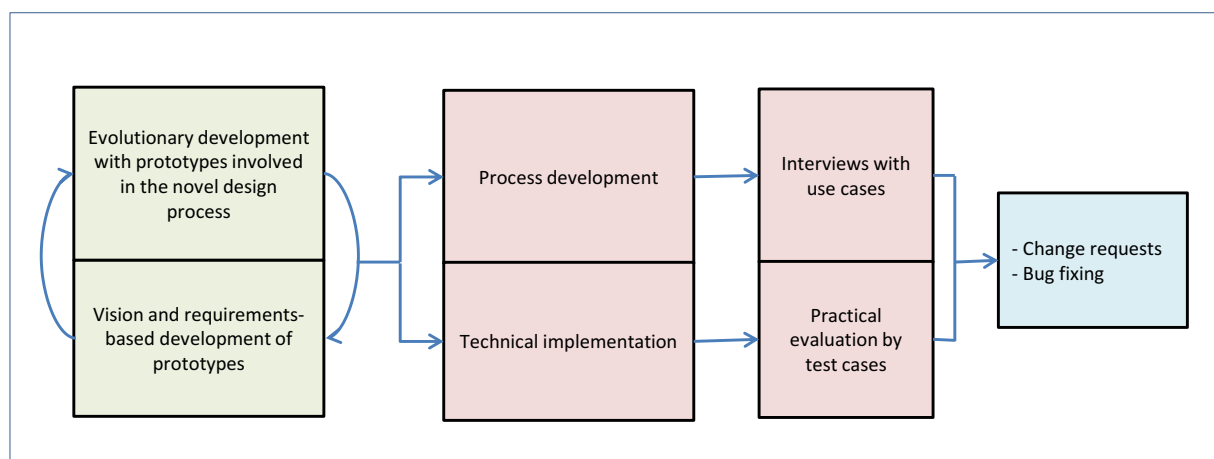 Evolutionary development
with prototypes involved
in the novel design
process
Vision and requirements-
based development of
prototypes
Process development
Technical implementation
Interviews with
use cases
Practical
evaluation by
test cases
- Change requests
- Bug fixing